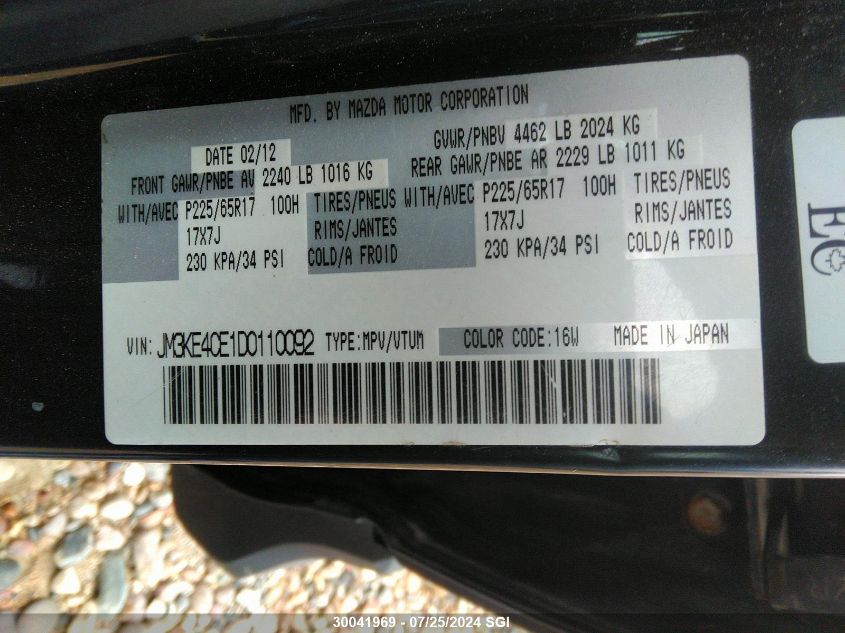 MFD. BY MAZDA MOTOR CORPORATION
DATE 02/12 GVWR/PNBV 4462 LB 2024 KG
FRONT GAWR/PNBE AV 2240 LB 1016 KG REAR GAWR/PNBE AR 2229 LB 1011 KG
WITH/AVEC P225/65R17 100H TIRES/PNEUS WITH/AVEC P225/65R17 100H TIRES/PNEUS
17X7J RIMS/JANTES 17X7J RIMS/JANTES
230 KPA/34 PSI COLD/A FROID 230 KPA/34 PSI COLD/A FROID
VIN: JM3KE4CE1D0110092 TYPE:MPV/VTUM COLOR CODE:16W MADE IN JAPAN
EC
30041969 - 07/25/2024 SGI